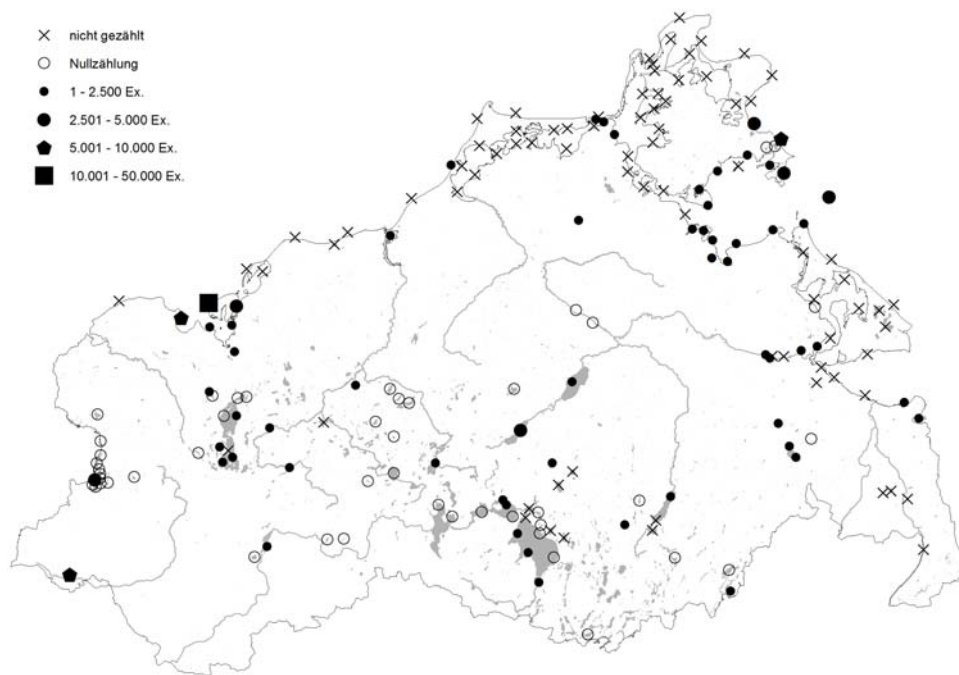 nicht gezählt
Nullzählung
1 - 2.500 Ex.
2.501 - 5.000 Ex.
5.001 - 10.000 Ex.
10.001 - 50.000 Ex.